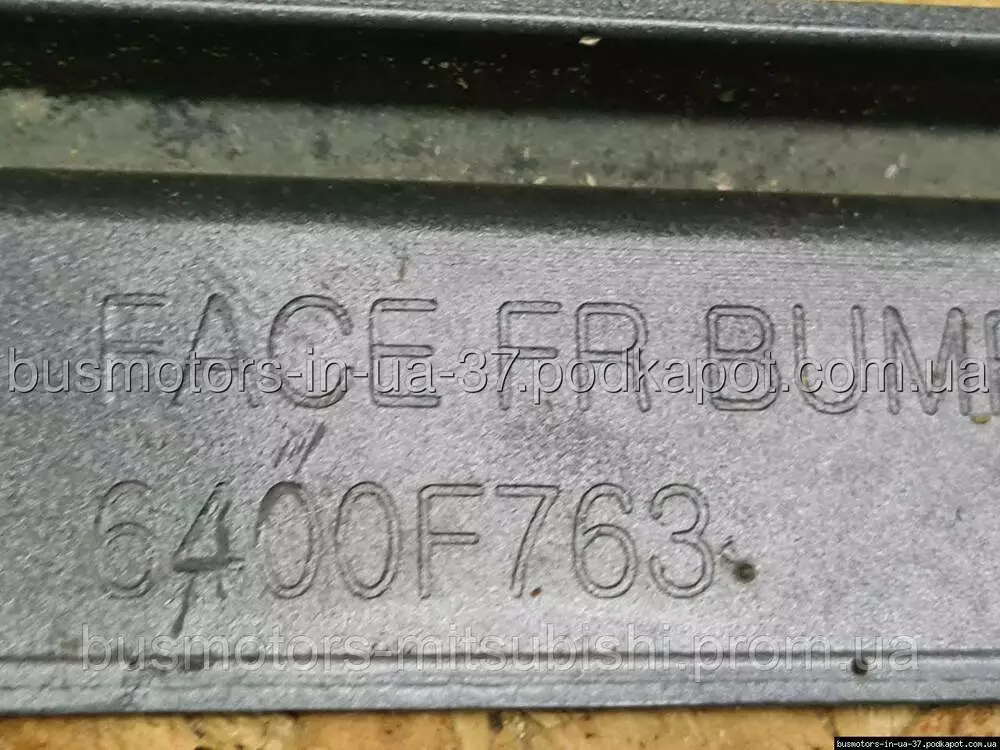 FACE FR BUMP
busmotors-in-ua-37.podkapot.com.ua
6400F763
busmotors-mitsubishi.prom.ua
busmotors-in-ua-37.podkapot.com.ua